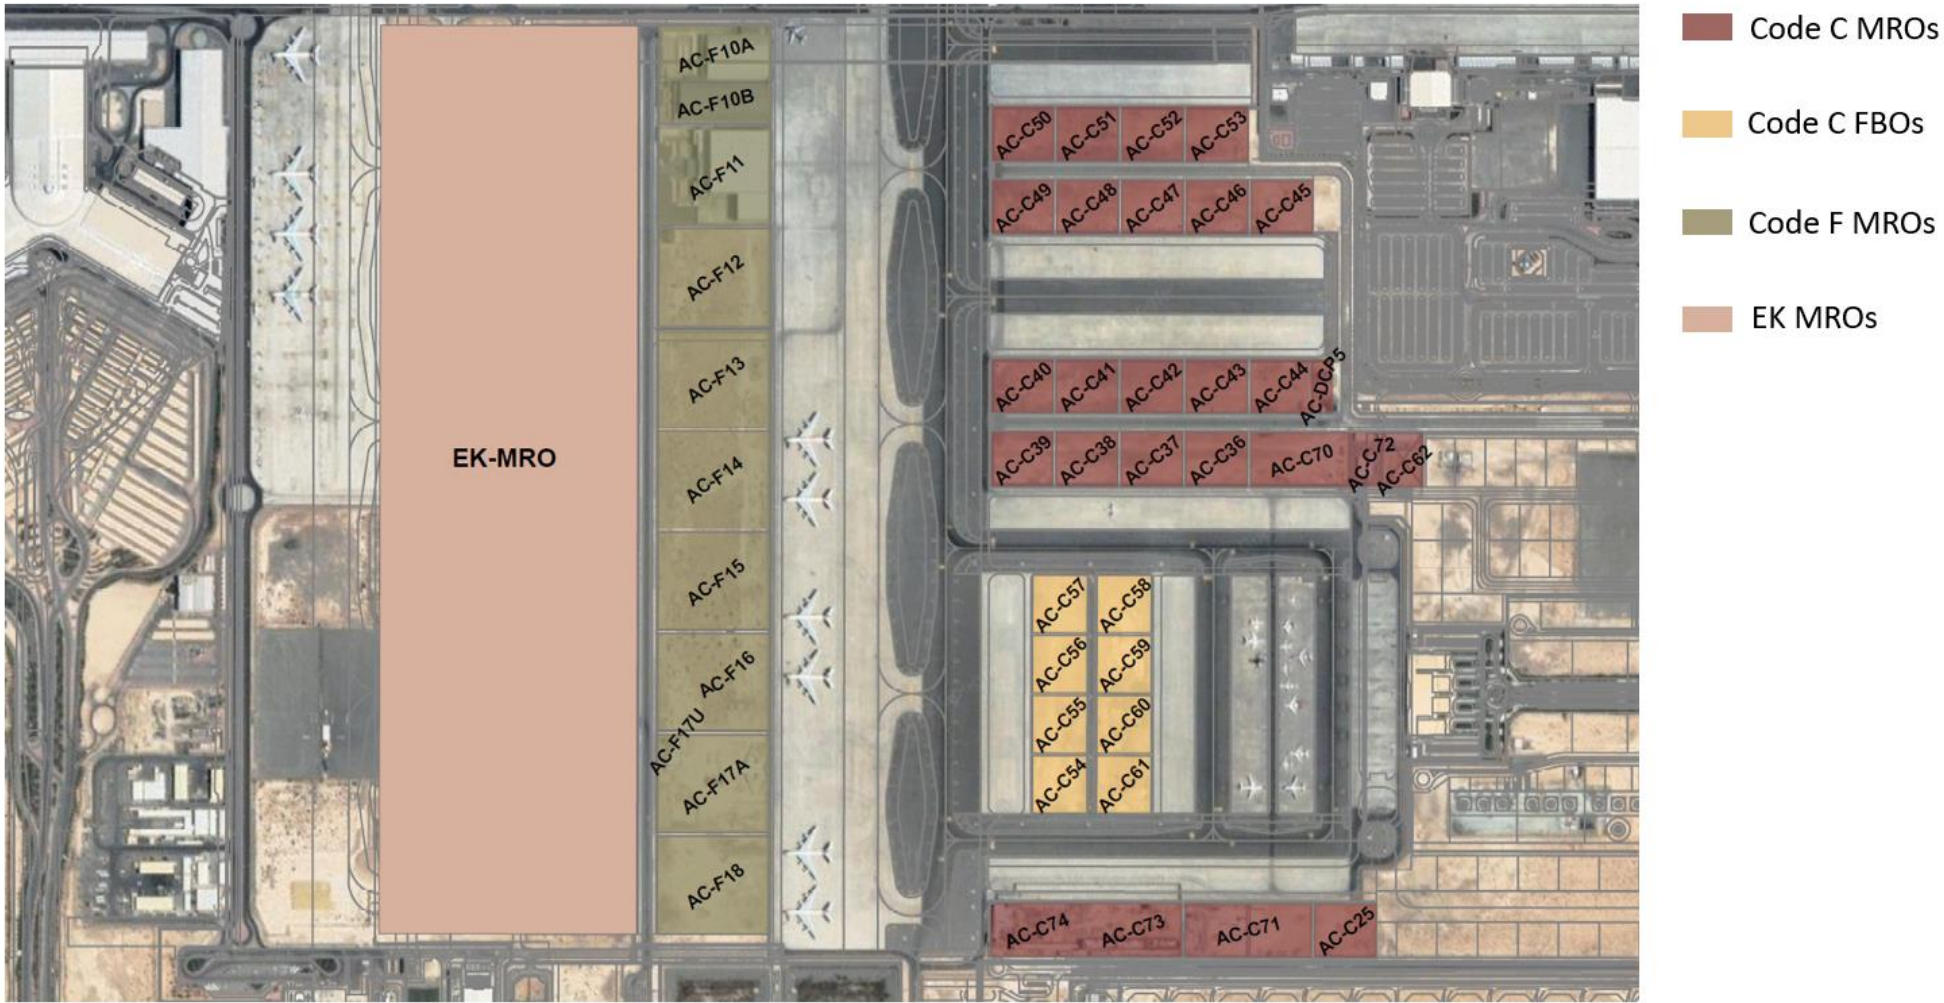 Code C MROs
Code C FBOs
Code F MROs
EK MROs
EK-MRO
AC-F10A
AC-F10B
AC-F11
AC-F12
AC-F13
AC-F14
AC-F15
AC-F16
AC-F17U
AC-F17A
AC-F18
AC-C50 AC-C51 AC-C52 AC-C53
AC-C49 AC-C48 AC-C47 AC-C46 AC-C45
AC-C40 AC-C41 AC-C42 AC-C43 AC-C44 AC-DCP5
AC-C39 AC-C38 AC-C37 AC-C36 AC-C70 AC-C72 AC-C62
AC-C57 AC-C58
AC-C56 AC-C59
AC-C55 AC-C60
AC-C54 AC-C61
AC-C74 AC-C73 AC-C71 AC-C25